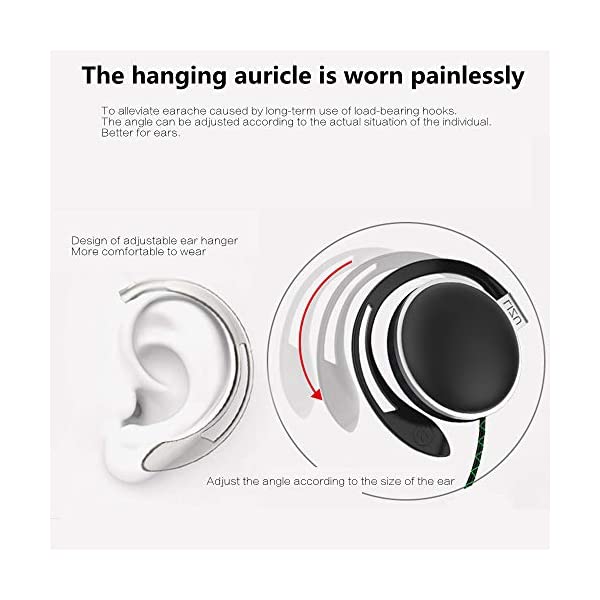 The hanging auricle is worn painlessly
To alleviate earache caused by long-term use of load-bearing hooks.
The angle can be adjusted according to the actual situation of the individual.
Better for ears.
Design of adjustable ear hanger
More comfortable to wear
Adjust the angle according to the size of the ear